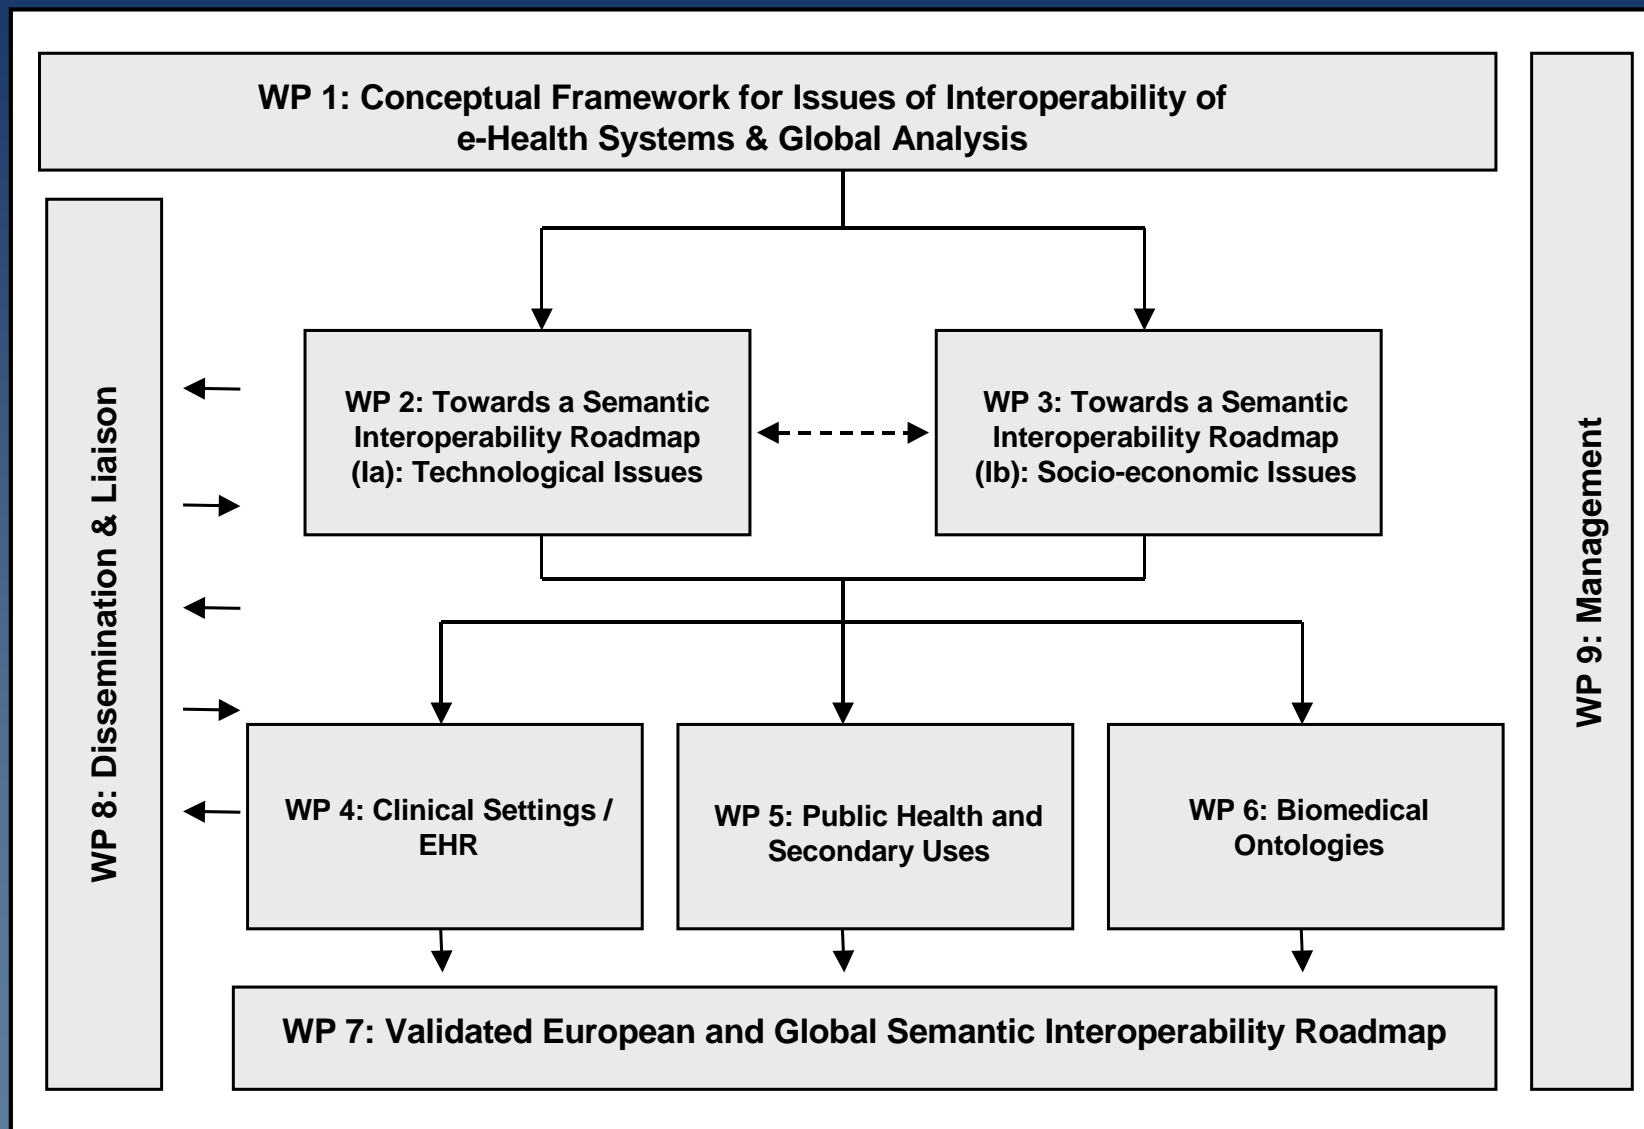 WP 1: Conceptual Framework for Issues of Interoperability of
e-Health Systems & Global Analysis
WP 8: Dissemination & Liaison
WP 2: Towards a Semantic
Interoperability Roadmap
(Ia): Technological Issues
WP 3: Towards a Semantic
Interoperability Roadmap
(Ib): Socio-economic Issues
WP 9: Management
WP 4: Clinical Settings /
EHR
WP 5: Public Health and
Secondary Uses
WP 6: Biomedical
Ontologies
WP 7: Validated European and Global Semantic Interoperability Roadmap